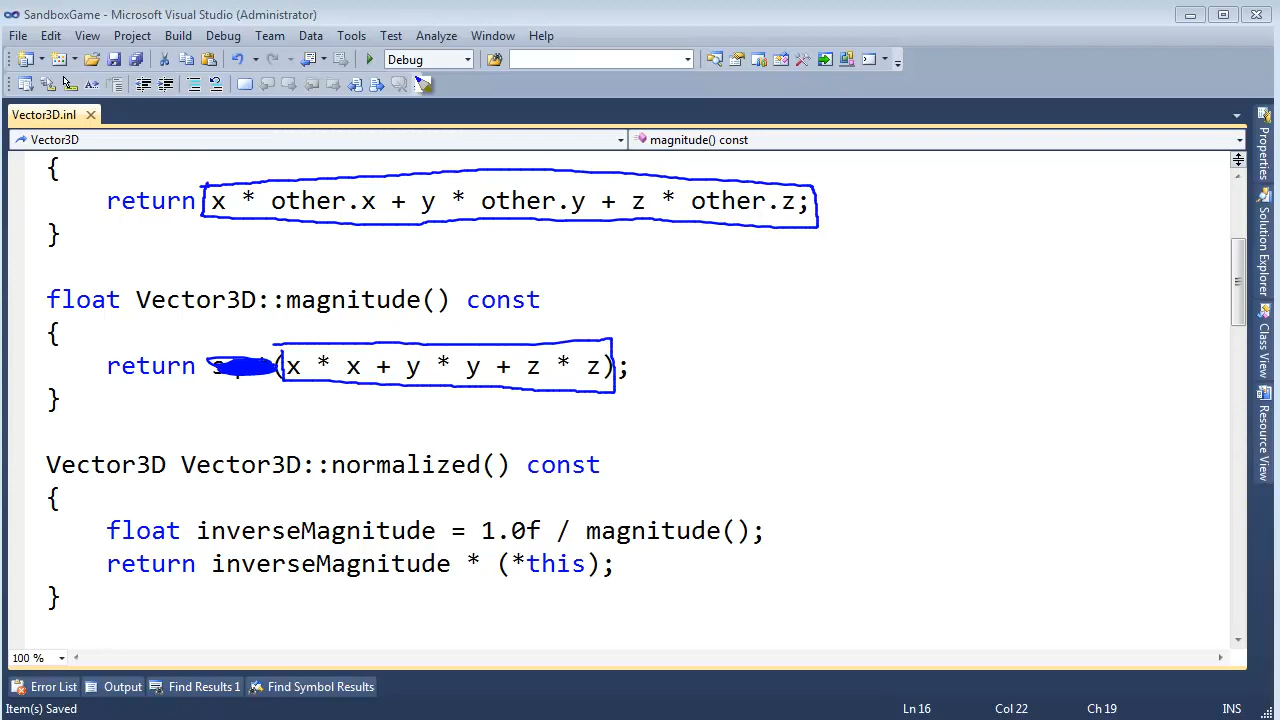 SandboxGame - Microsoft Visual Studio (Administrator)
File Edit View Project Build Debug Team Data Tools Test Analyze Window Help
Debug
Vector3D.inl
Vector3D magnitude() const
{
return x * other.x + y * other.y + z * other.z;
}
float Vector3D::magnitude() const
{
return (x * x + y * y + z * z);
}
Vector3D Vector3D::normalized() const
{
float inverseMagnitude = 1.0f / magnitude();
return inverseMagnitude * (*this);
}
100 %
Error List Output Find Results 1 Find Symbol Results
Item(s) Saved Ln 16 Col 22 Ch 19 INS
Properties
Solution Explorer
Class View
Resource View